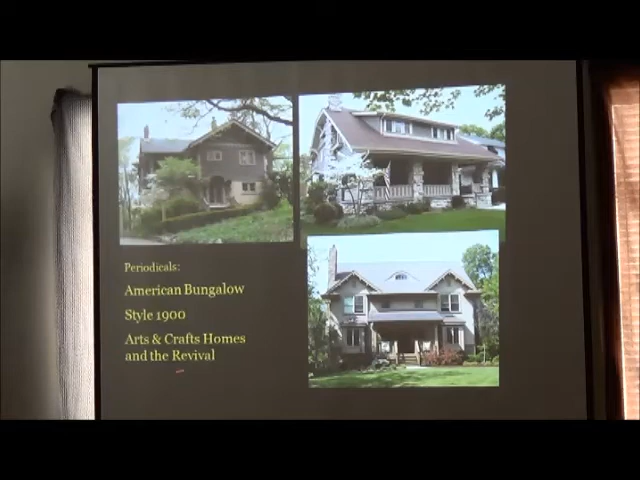 Periodicals:
American Bungalow
Style 1900
Arts & Crafts Homes
and the Revival